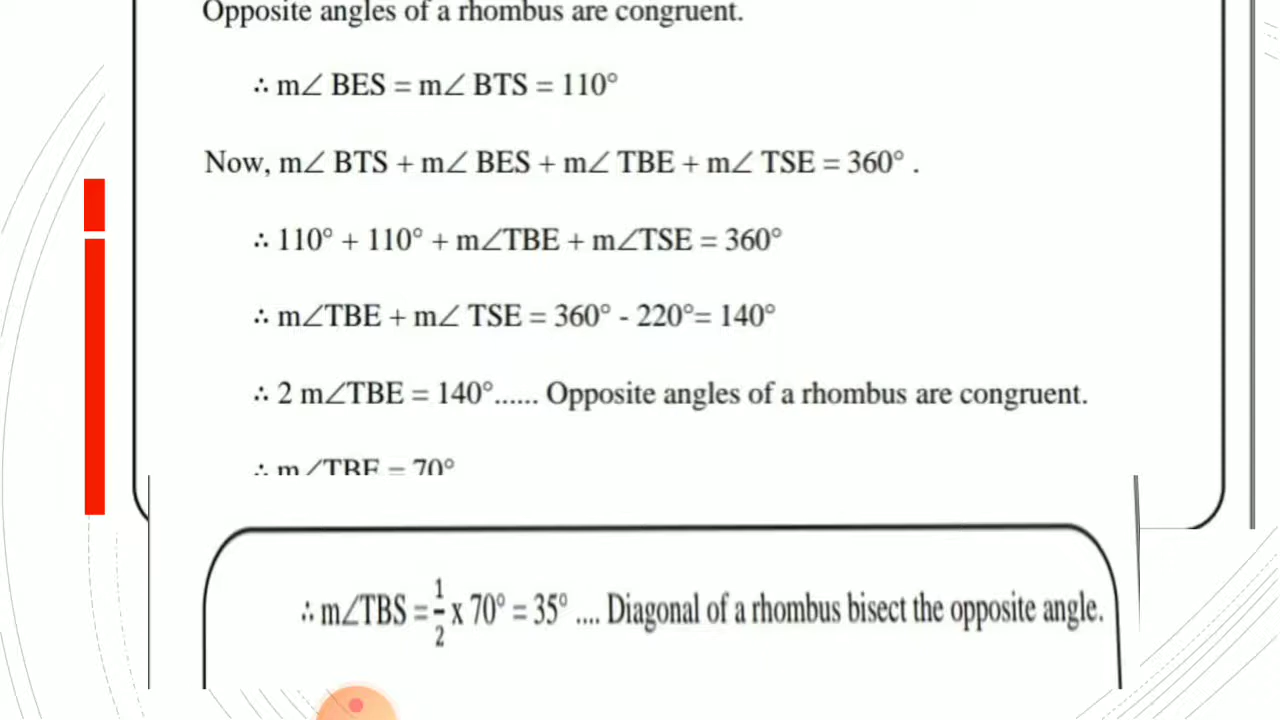 Opposite angles of a rhombus are congruent.
∴ m∠ BES = m∠ BTS = 110°
Now, m∠ BTS + m∠ BES + m∠ TBE + m∠ TSE = 360° .
∴ 110° + 110° + m∠TBE + m∠TSE = 360°
∴ m∠TBE + m∠ TSE = 360° - 220°= 140°
∴ 2 m∠TBE = 140°...... Opposite angles of a rhombus are congruent.
∴ m∠TBE = 70°
∴ m∠TBS = 1/2 x 70° = 35° .... Diagonal of a rhombus bisect the opposite angle.